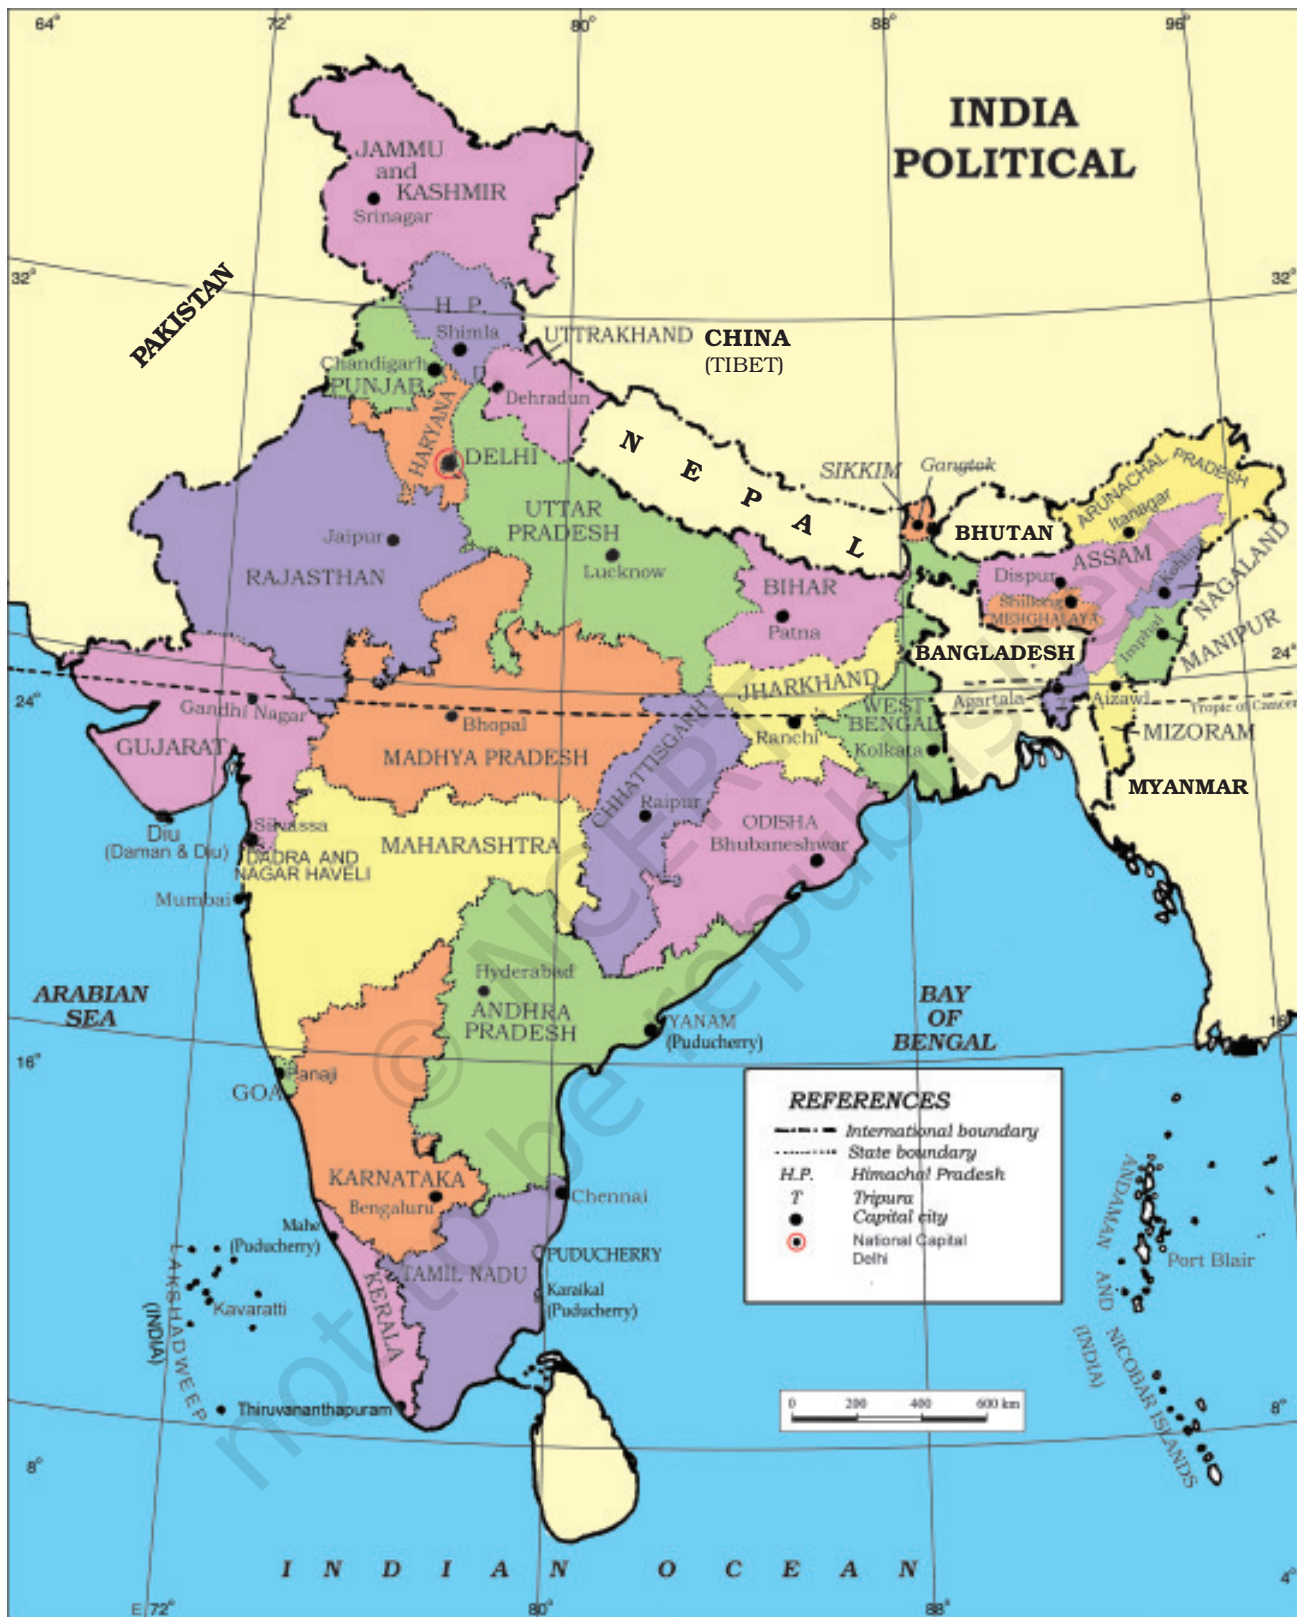 64°
72°
80°
88°
96°
INDIA
POLITICAL
JAMMU
and
KASHMIR
Srinagar
32°
32°
PAKISTAN
H. P.
Shimla
UTTRAKHAND
CHINA
(TIBET)
Chandigarh
PUNJAB
D
Dehradun
HARYANA
DELHI
NEPAL
SIKKIM
Gangtok
ARUNACHAL PRADESH
Itanagar
BHUTAN
UTTAR
PRADESH
Lucknow
Jaipur
RAJASTHAN
BIHAR
Patna
ASSAM
Dispur
Shillong
MEHGHALAYA
Kohima
NAGALAND
Imphal
MANIPUR
BANGLADESH
24°
24°
Gandhi Nagar
GUJARAT
Bhopal
MADHYA PRADESH
JHARKHAND
Ranchi
WEST
BENGAL
Kolkata
Agartala
T
Aizawl
Tropic of Cancer
MIZORAM
MYANMAR
CHHATTISGARH
Raipur
ODISHA
Bhubaneshwar
Diu
(Daman & Diu)
Silvassa
DADRA AND
NAGAR HAVELI
MAHARASHTRA
Mumbai
Hyderabad
ANDHRA
PRADESH
YANAM
(Puducherry)
ARABIAN
SEA
BAY
OF
BENGAL
16°
16°
Panaji
GOA
KARNATAKA
Bengaluru
Chennai
Mahe
(Puducherry)
PUDUCHERRY
TAMIL NADU
Karaikal
(Puducherry)
KERALA
LAKSHADWEEP
(INDIA)
Kavaratti
Thiruvananthapuram
REFERENCES
International boundary
State boundary
H.P. Himachal Pradesh
T Tripura
Capital city
National Capital
Delhi
0 200 400 600 km
ANDAMAN AND NICOBAR ISLANDS
(INDIA)
Port Blair
8°
8°
INDIAN OCEAN
E 72°
80°
88°
4°
© NCERT
not to be republished